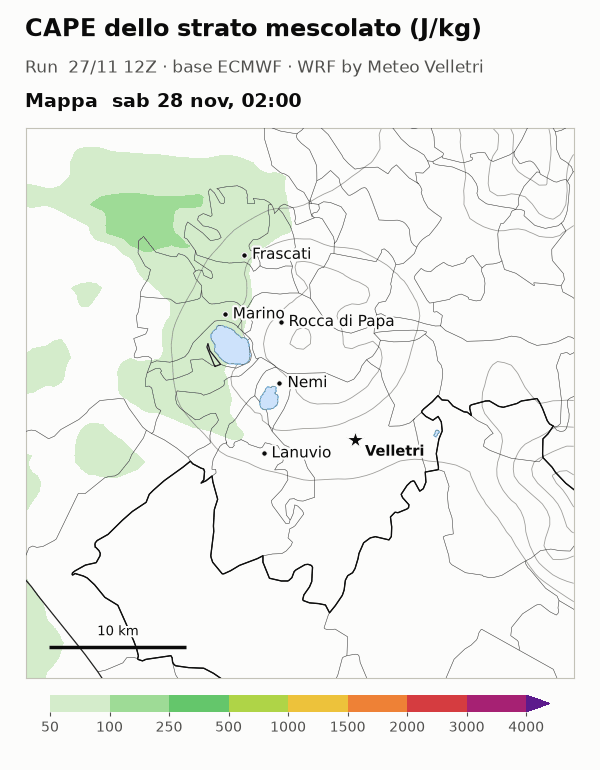 CAPE dello strato mescolato (J/kg)
Run  27/11 12Z · base ECMWF · WRF by Meteo Velletri
Mappa  sab 28 nov, 02:00
Frascati
Marino
Rocca di Papa
Nemi
Velletri
Lanuvio
10 km
50 100 250 500 1000 1500 2000 3000 4000